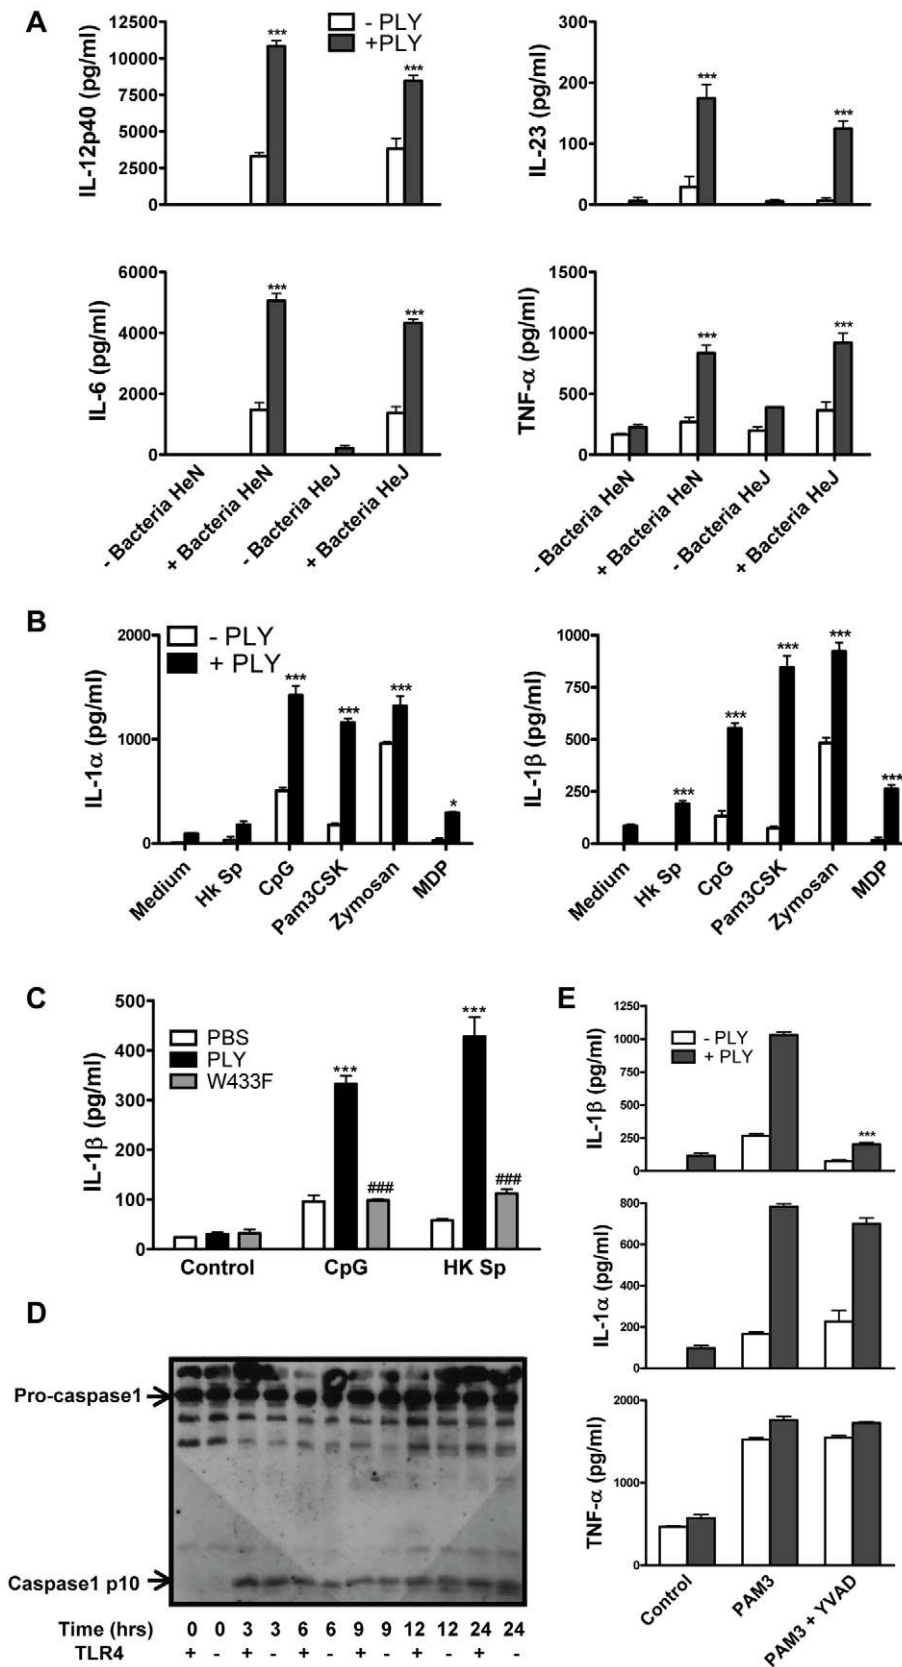 A
- PLY
+PLY
IL-12p40 (pg/ml)
12500
10000
7500
5000
2500
0
***
***
IL-23 (pg/ml)
300
200
100
0
***
***
IL-6 (pg/ml)
6000
4000
2000
0
***
***
- Bacteria HeN
+ Bacteria HeN
- Bacteria HeJ
+ Bacteria HeJ
TNF-α (pg/ml)
1500
1000
500
0
***
***
- Bacteria HeN
+ Bacteria HeN
- Bacteria HeJ
+ Bacteria HeJ
B
- PLY
+ PLY
IL-1α (pg/ml)
2000
1000
0
***
***
***
*
Medium
Hk Sp
CpG
Pam3CSK
Zymosan
MDP
IL-1β (pg/ml)
1000
750
500
250
0
***
***
***
***
***
Medium
Hk Sp
CpG
Pam3CSK
Zymosan
MDP
C
PBS
PLY
W433F
IL-1β (pg/ml)
500
400
300
200
100
0
***
###
***
###
Control
CpG
HK Sp
D
Pro-caspase1
Caspase1 p10
Time (hrs) 0 0 3 3 6 6 9 9 12 12 24 24
TLR4 + - + - + - + - + - + -
E
- PLY
+ PLY
IL-1β (pg/ml)
1250
1000
750
500
250
0
***
IL-1α (pg/ml)
800
600
400
200
0
TNF-α (pg/ml)
2000
1000
0
Control
PAM3
PAM3 + YVAD